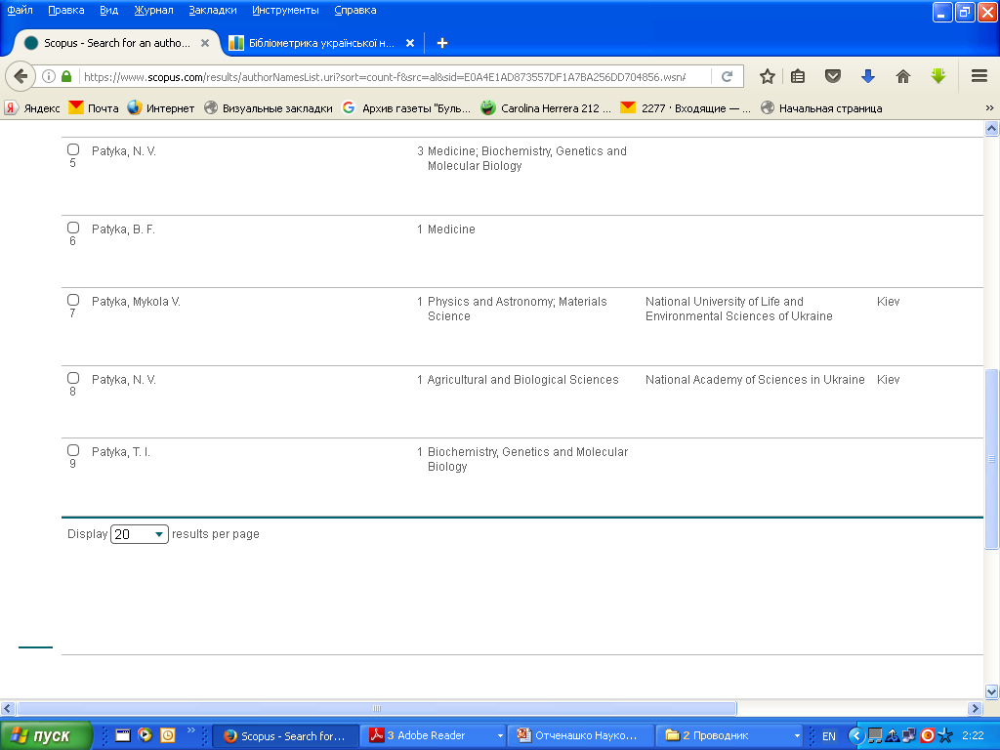 Файл Правка Вид Журнал Закладки Инструменты Справка
Scopus - Search for an autho... Бібліометрика української н...
https://www.scopus.com/results/authorNamesList.uri?sort=count-f&src=al&sid=E0A4E1AD873557DF1A7BA256DD704856.wsnA
Яндекс Почта Интернет Визуальные закладки Архив газеты "Буль... Carolina Herrera 212 ... 2277 · Входящие — ... Начальная страница
5 Patyka, N. V. 3 Medicine; Biochemistry, Genetics and
Molecular Biology
6 Patyka, B. F. 1 Medicine
7 Patyka, Mykola V. 1 Physics and Astronomy; Materials National University of Life and Kiev
Science Environmental Sciences of Ukraine
8 Patyka, N. V. 1 Agricultural and Biological Sciences National Academy of Sciences in Ukraine Kiev
9 Patyka, T. I. 1 Biochemistry, Genetics and Molecular
Biology
Display 20 results per page
пуск Scopus - Search for... 3 Adobe Reader Отченашко Науко... 2 Проводник EN 2:22